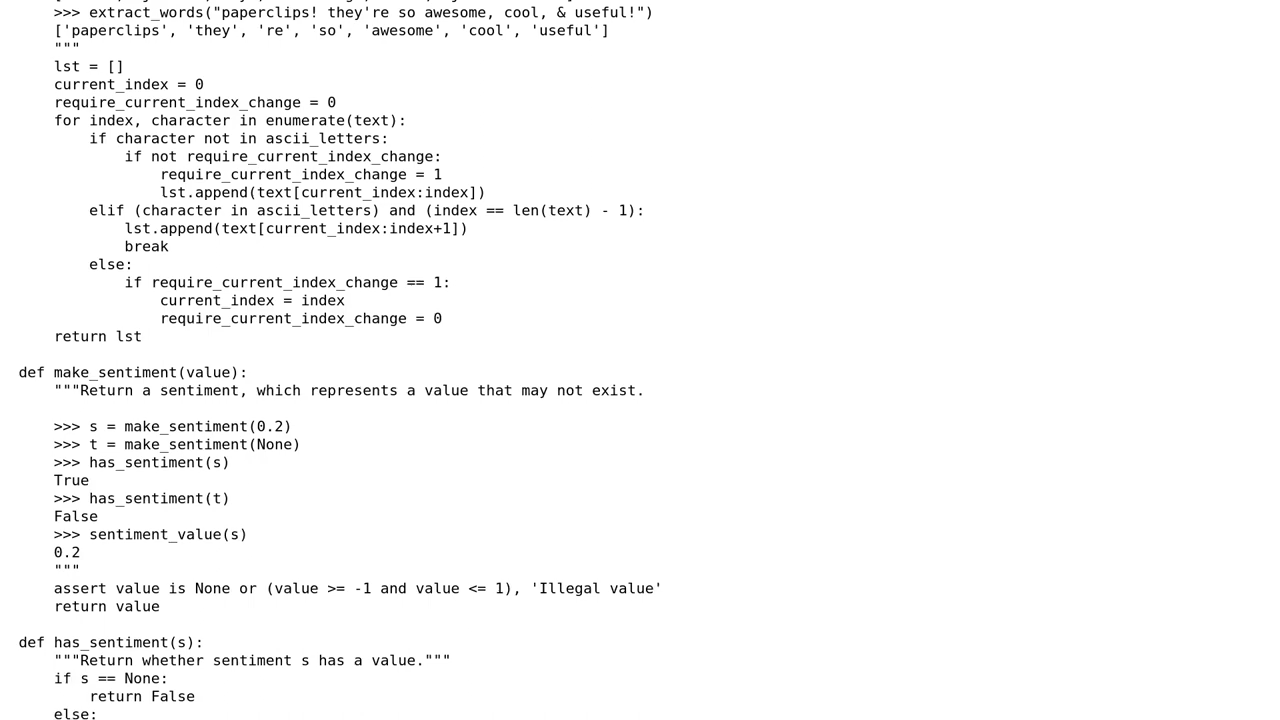 >>> extract_words("paperclips! they're so awesome, cool, & useful!")
['paperclips', 'they', 're', 'so', 'awesome', 'cool', 'useful']
"""
lst = []
current_index = 0
require_current_index_change = 0
for index, character in enumerate(text):
if character not in ascii_letters:
if not require_current_index_change:
require_current_index_change = 1
lst.append(text[current_index:index])
elif (character in ascii_letters) and (index == len(text) - 1):
lst.append(text[current_index:index+1])
break
else:
if require_current_index_change == 1:
current_index = index
require_current_index_change = 0
return lst
def make_sentiment(value):
"""Return a sentiment, which represents a value that may not exist.
>>> s = make_sentiment(0.2)
>>> t = make_sentiment(None)
>>> has_sentiment(s)
True
>>> has_sentiment(t)
False
>>> sentiment_value(s)
0.2
"""
assert value is None or (value >= -1 and value <= 1), 'Illegal value'
return value
def has_sentiment(s):
"""Return whether sentiment s has a value."""
if s == None:
return False
else: